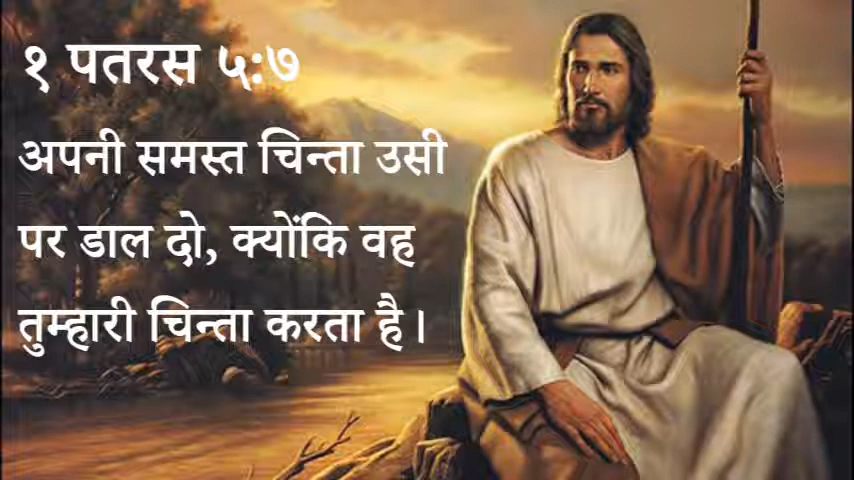 १ पतरस ५:७
अपनी समस्त चिन्ता उसी
पर डाल दो, क्योंकि वह
तुम्हारी चिन्ता करता है।